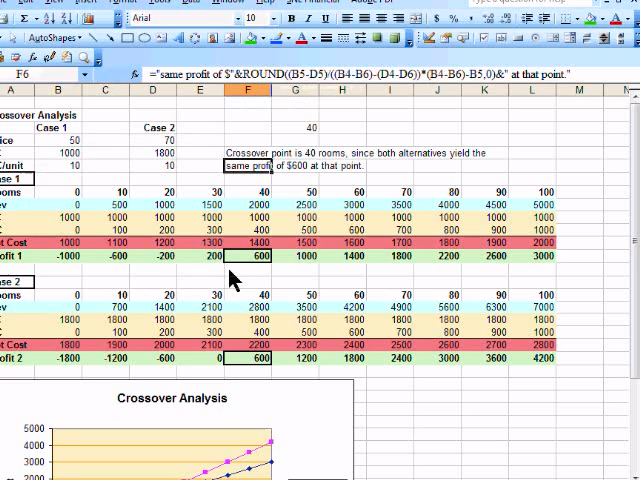 Σ Arial 10 B I U $ % ,
AutoShapes
F6 ="same profit of $"&ROUND((B5-D5)/((B4-B6)-(D4-D6))*(B4-B6)-B5,0)&" at that point."
A B C D E F G H I J K L M N
ossover Analysis
Case 1 Case 2 40
ice 50 70
C 1000 1800 Crossover point is 40 rooms, since both alternatives yield the
C/unit 10 10 same profit of $600 at that point.
ase 1
ooms 0 10 20 30 40 50 60 70 80 90 100
ev 0 500 1000 1500 2000 2500 3000 3500 4000 4500 5000
C 1000 1000 1000 1000 1000 1000 1000 1000 1000 1000 1000
C 0 100 200 300 400 500 600 700 800 900 1000
ot Cost 1000 1100 1200 1300 1400 1500 1600 1700 1800 1900 2000
ofit 1 -1000 -600 -200 200 600 1000 1400 1800 2200 2600 3000
ase 2
ooms 0 10 20 30 40 50 60 70 80 90 100
ev 0 700 1400 2100 2800 3500 4200 4900 5600 6300 7000
C 1800 1800 1800 1800 1800 1800 1800 1800 1800 1800 1800
C 0 100 200 300 400 500 600 700 800 900 1000
ot Cost 1800 1900 2000 2100 2200 2300 2400 2500 2600 2700 2800
ofit 2 -1800 -1200 -600 0 600 1200 1800 2400 3000 3600 4200
Crossover Analysis
5000
4000
3000
2000